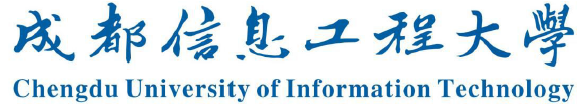 成都信息工程大學
Chengdu University of Information Technology